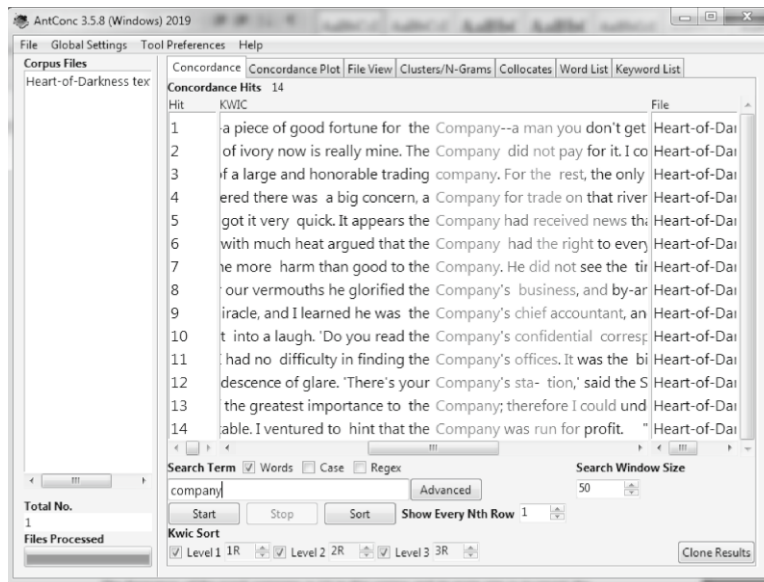 AntConc 3.5.8 (Windows) 2019
File Global Settings Tool Preferences Help
Corpus Files
Heart-of-Darkness tex
Concordance Concordance Plot File View Clusters/N-Grams Collocates Word List Keyword List
Concordance Hits 14
Hit KWIC File
1 -a piece of good fortune for the Company--a man you don't get Heart-of-Dar
2 of ivory now is really mine. The Company did not pay for it. I co Heart-of-Dar
3 of a large and honorable trading company. For the rest, the only Heart-of-Dar
4 ered there was a big concern, a Company for trade on that river Heart-of-Dar
5 got it very quick. It appears the Company had received news tha Heart-of-Dar
6 with much heat argued that the Company had the right to every Heart-of-Dar
7 he more harm than good to the Company. He did not see the tir Heart-of-Dar
8 our vermouths he glorified the Company's business, and by-ar Heart-of-Dar
9 iracle, and I learned he was the Company's chief accountant, an Heart-of-Dar
10 t into a laugh. 'Do you read the Company's confidential corresp Heart-of-Dar
11 I had no difficulty in finding the Company's offices. It was the bi Heart-of-Dar
12 descence of glare. 'There's your Company's sta- tion,' said the S Heart-of-Dar
13 the greatest importance to the Company; therefore I could und Heart-of-Dar
14 table. I ventured to hint that the Company was run for profit. " Heart-of-Dar
Search Term Words Case Regex Search Window Size
company Advanced 50
Total No.
1
Start Stop Sort Show Every Nth Row 1
Files Processed
Kwic Sort
Level 1 1R Level 2 2R Level 3 3R Clone Results